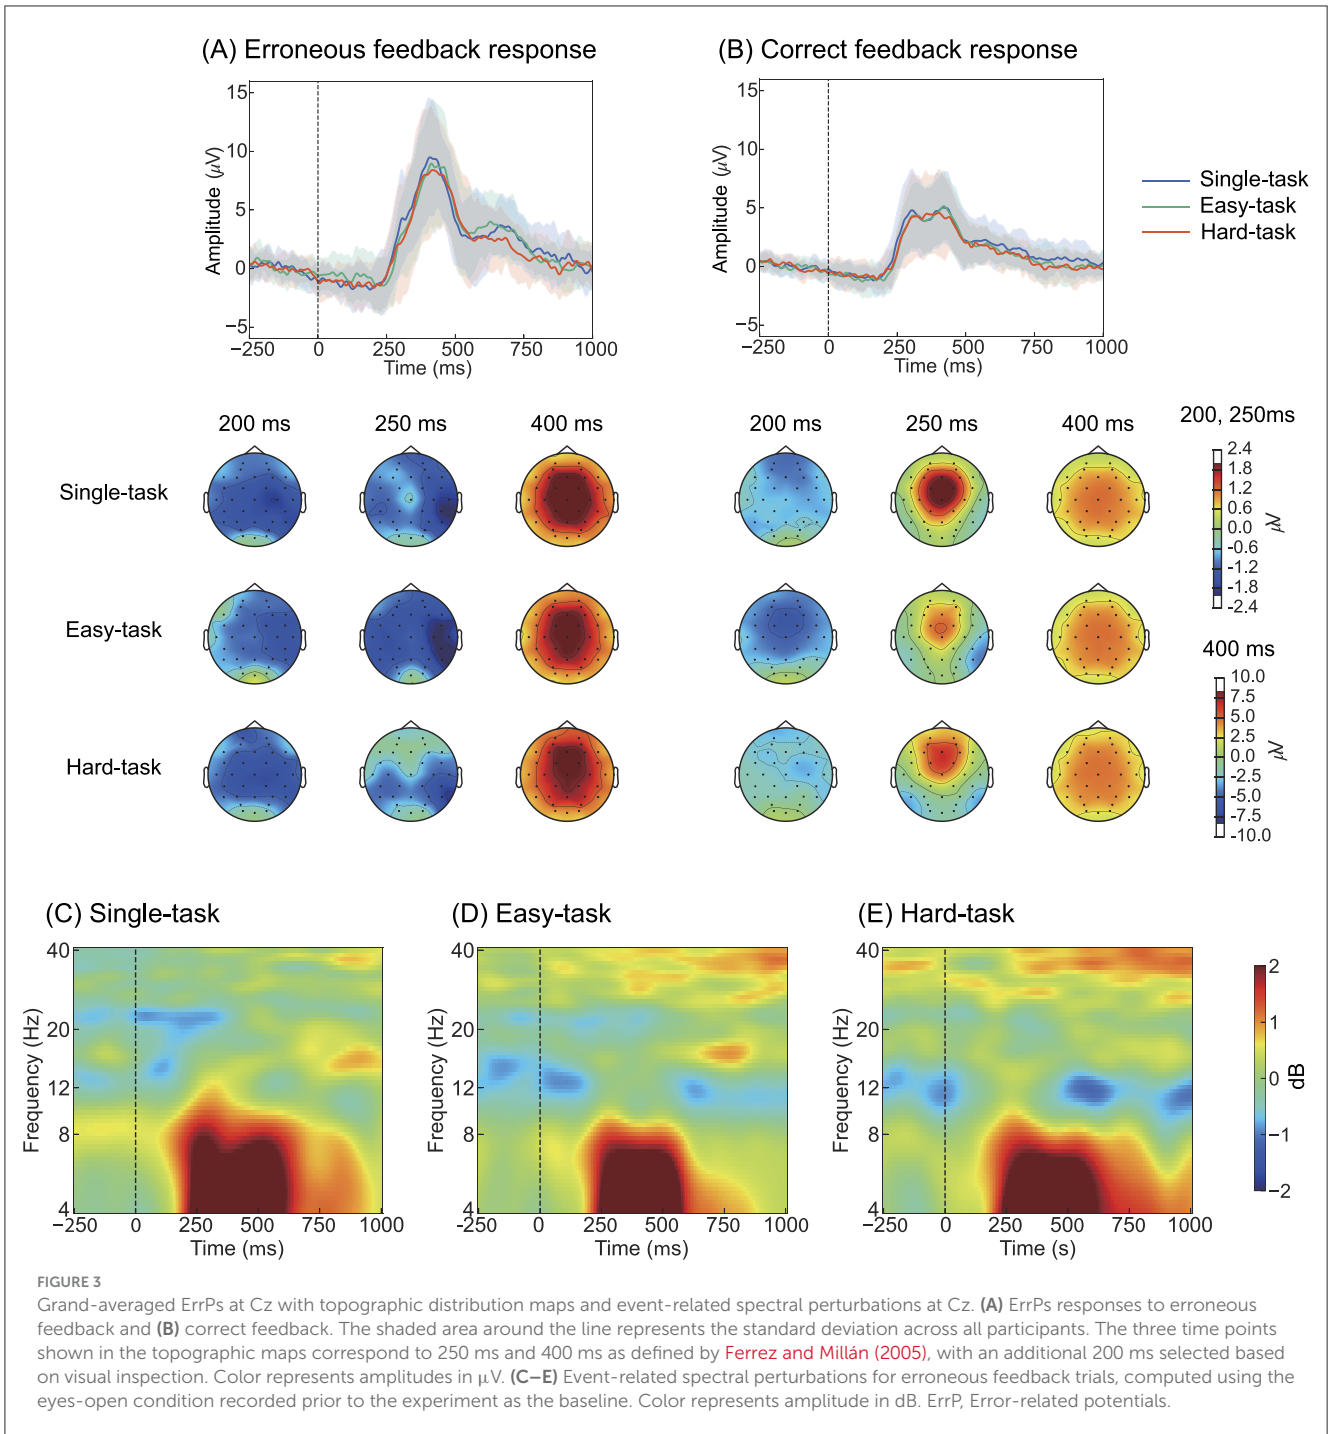 (A) Erroneous feedback response
(B) Correct feedback response
15
10
5
0
−5
Amplitude (μV)
−250 0 250 500 750 1000
Time (ms)
15
10
5
0
−5
Amplitude (μV)
−250 0 250 500 750 1000
Time (ms)
Single-task
Easy-task
Hard-task
200 ms 250 ms 400 ms
200 ms 250 ms 400 ms
Single-task
Easy-task
Hard-task
200, 250ms
2.4
1.8
1.2
0.6
0.0
-0.6
-1.2
-1.8
-2.4
μV
400 ms
10.0
7.5
5.0
2.5
0.0
-2.5
-5.0
-7.5
-10.0
μV
(C) Single-task
40
20
12
8
4
Frequency (Hz)
-250 0 250 500 750 1000
Time (ms)
(D) Easy-task
40
20
12
8
4
Frequency (Hz)
-250 0 250 500 750 1000
Time (ms)
(E) Hard-task
40
20
12
8
4
Frequency (Hz)
-250 0 250 500 750 1000
Time (s)
2
1
0
−1
−2
dB
FIGURE 3
Grand-averaged ErrPs at Cz with topographic distribution maps and event-related spectral perturbations at Cz. (A) ErrPs responses to erroneous
feedback and (B) correct feedback. The shaded area around the line represents the standard deviation across all participants. The three time points
shown in the topographic maps correspond to 250 ms and 400 ms as defined by Ferrez and Millán (2005), with an additional 200 ms selected based
on visual inspection. Color represents amplitudes in μV. (C–E) Event-related spectral perturbations for erroneous feedback trials, computed using the
eyes-open condition recorded prior to the experiment as the baseline. Color represents amplitude in dB. ErrP, Error-related potentials.